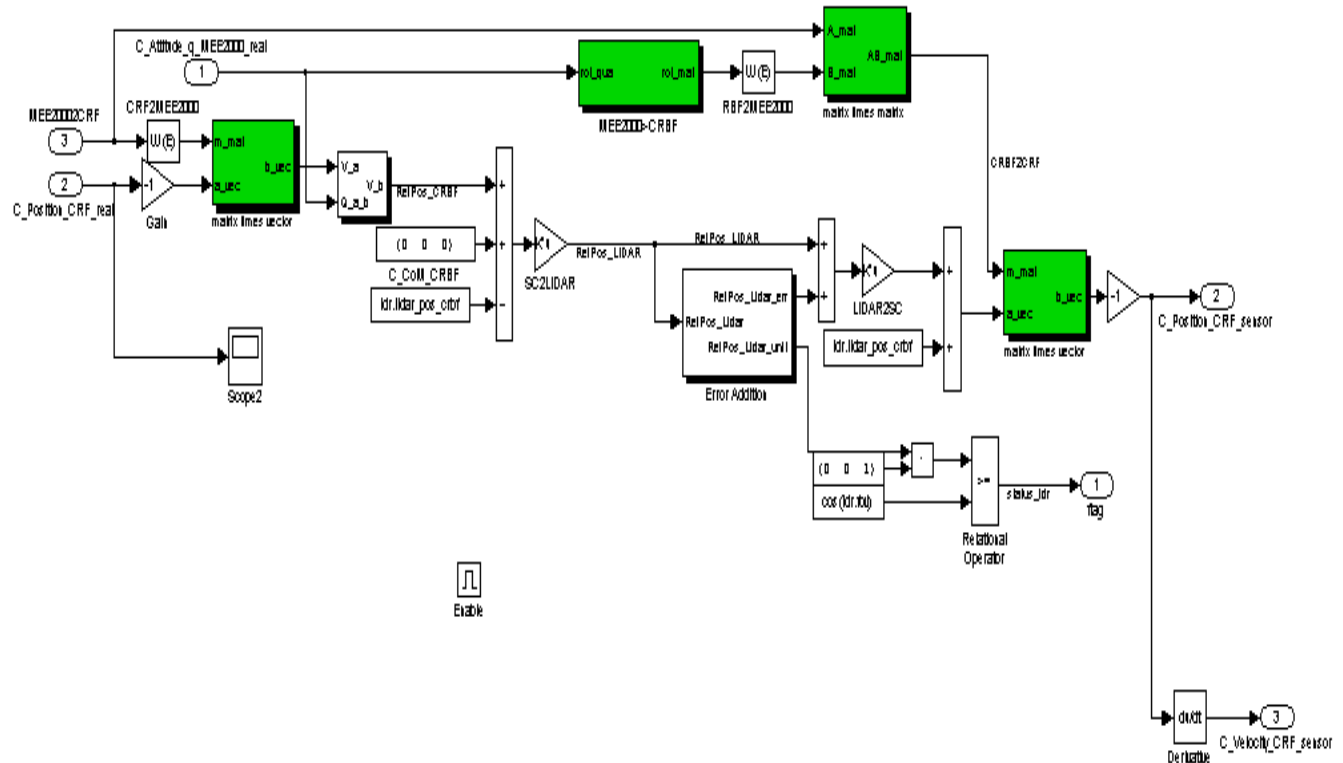 C_Attitude_q_MEE2000_real
1
MEE20002CRF
3
CRF2MEE2000
U(E)
2
C_Position_CRF_real
-1
Gain
m_mat
a_vec
b_vec
matrix times vector
V_a
Q_a_b
V_b
RelPos_CRBF
(0 0 0)
C_CoM_CRBF
ldr.lidar_pos_crbf
+
+
-
SC2LIDAR
RelPos_LIDAR
rot_qua
rot_mat
MEE2000>CRBF
U(E)
RBF2MEE2000
A_mat
B_mat
AB_mat
matrix times matrix
CRBF2CRF
RelPos_LIDAR
RelPos_Lidar
RelPos_Lidar_err
RelPos_Lidar_unit
Error Addition
+
+
LIDAR2SC
ldr.lidar_pos_crbf
+
+
m_mat
a_vec
b_vec
matrix times vector
-1
2
C_Position_CRF_sensor
(0 0 1)
cos(ldr.fov)
>=
Relational
Operator
status_ldr
1
Scope2
Enable
du/dt
Derivative
3
C_Velocity_CRF_sensor